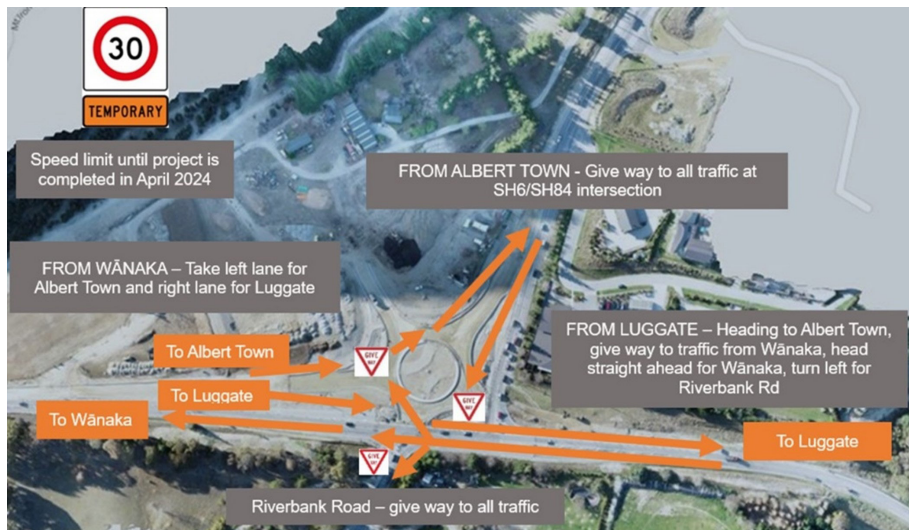 30
TEMPORARY
Speed limit until project is
completed in April 2024
FROM ALBERT TOWN - Give way to all traffic at
SH6/SH84 intersection
FROM WĀNAKA – Take left lane for
Albert Town and right lane for Luggate
FROM LUGGATE – Heading to Albert Town,
give way to traffic from Wānaka, head
straight ahead for Wānaka, turn left for
Riverbank Rd
To Albert Town
GIVE
WAY
To Luggate
To Wānaka
GIVE
WAY
To Luggate
GIVE
WAY
Riverbank Road – give way to all traffic